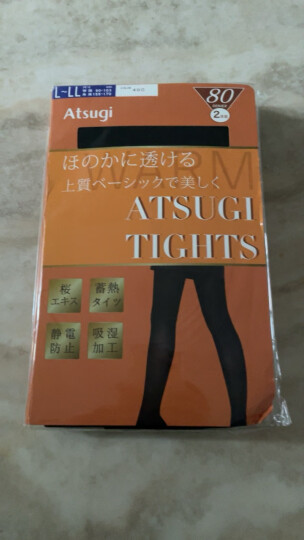 L~LL
80
2足組
Atsugi
ほのかに透ける
WARM
上質ベーシックで美しく
ATSUGI
TIGHTS
桜
エキス
蓄熱
タイツ
静電
防止
吸湿
加工